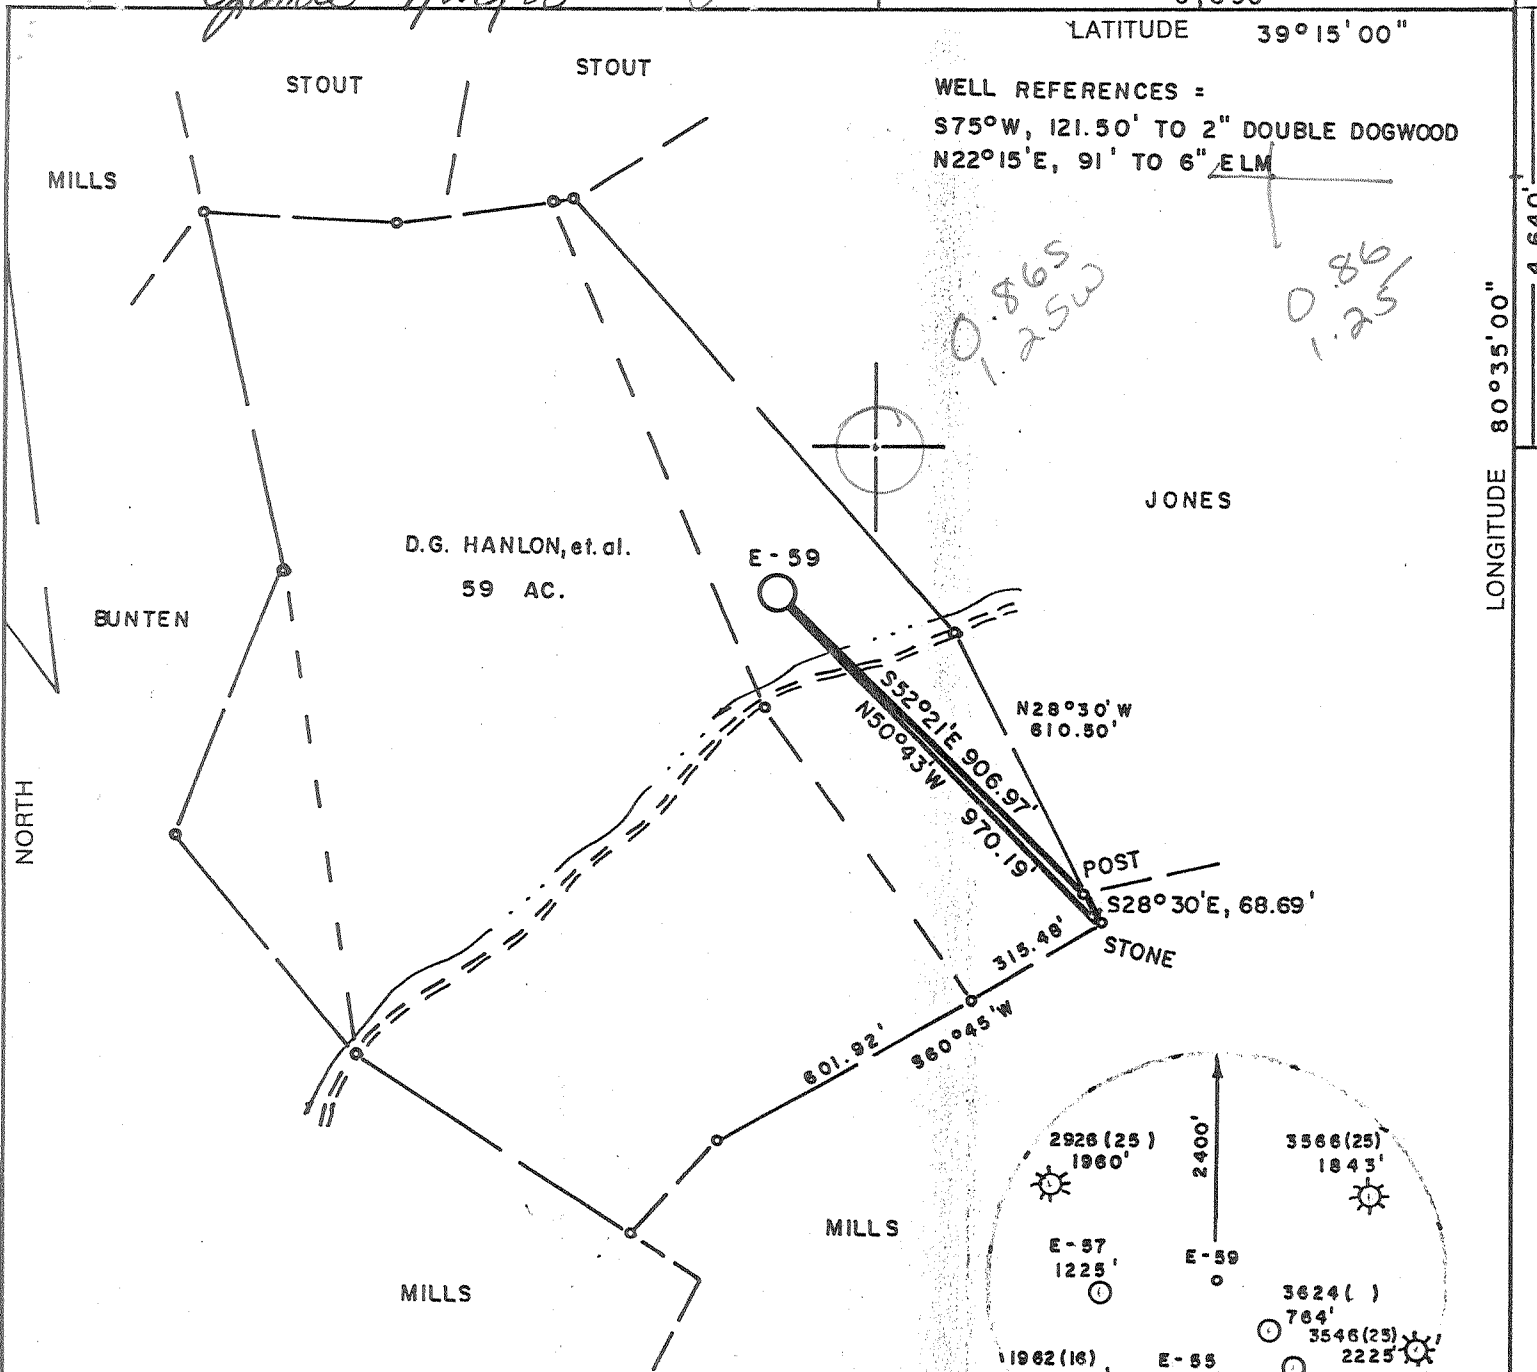 LATITUDE 39°15'00"
STOUT
STOUT
WELL REFERENCES =
S75°W, 121.50' TO 2" DOUBLE DOGWOOD
N22°15'E, 91' TO 6" ELM
MILLS
4,640'
0.86S
1.25W
0.86
1.25
LONGITUDE 80°35'00"
JONES
D.G. HANLON, et.al.
59 AC.
E-59
BUNTEN
S52°21'E 906.97'
N50°43'W 970.19'
N28°30'W
610.50'
NORTH
POST
S28°30'E, 68.69'
STONE
315.48'
601.92'
S60°45'W
2400'
2926(25)
1960'
3566(25)
1843'
MILLS
E-57
1225'
E-59
MILLS
3624( )
764'
3546(25)
2225'
1962(16)
E-55